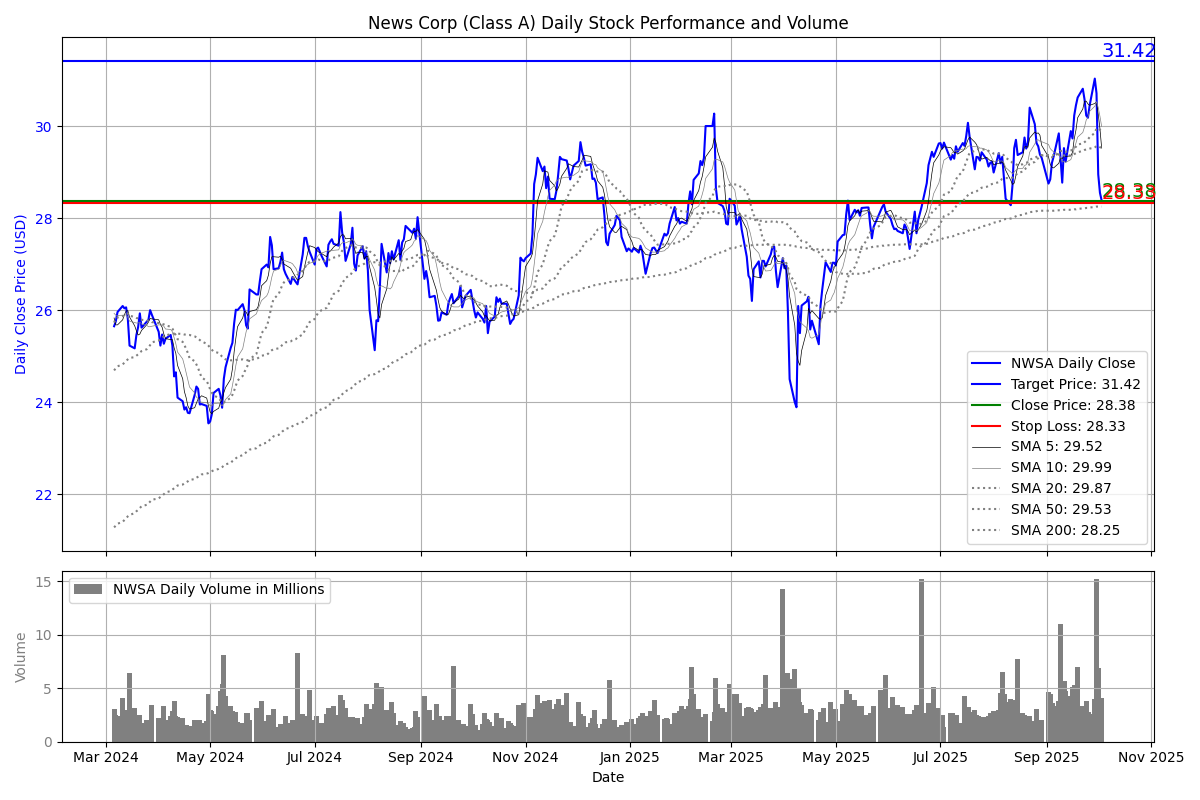 News Corp (Class A) Daily Stock Performance and Volume
31.42
28.38
28.33
Daily Close Price (USD)
30
28
26
24
22
NWSA Daily Close
Target Price: 31.42
Close Price: 28.38
Stop Loss: 28.33
SMA 5: 29.52
SMA 10: 29.99
SMA 20: 29.87
SMA 50: 29.53
SMA 200: 28.25
NWSA Daily Volume in Millions
Volume
15
10
5
0
Mar 2024 May 2024 Jul 2024 Sep 2024 Nov 2024 Jan 2025 Mar 2025 May 2025 Jul 2025 Sep 2025 Nov 2025
Date